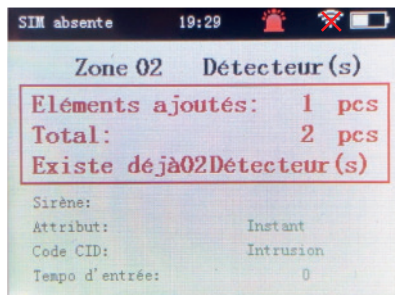 SIM absente 19:29
Zone 02 Détecteur(s)
Eléments ajoutés: 1 pcs
Total: 2 pcs
Existe déjà02Détecteur(s)
Sirène:
Attribut: Instant
Code CID: Intrusion
Tempo d'entrée: 0